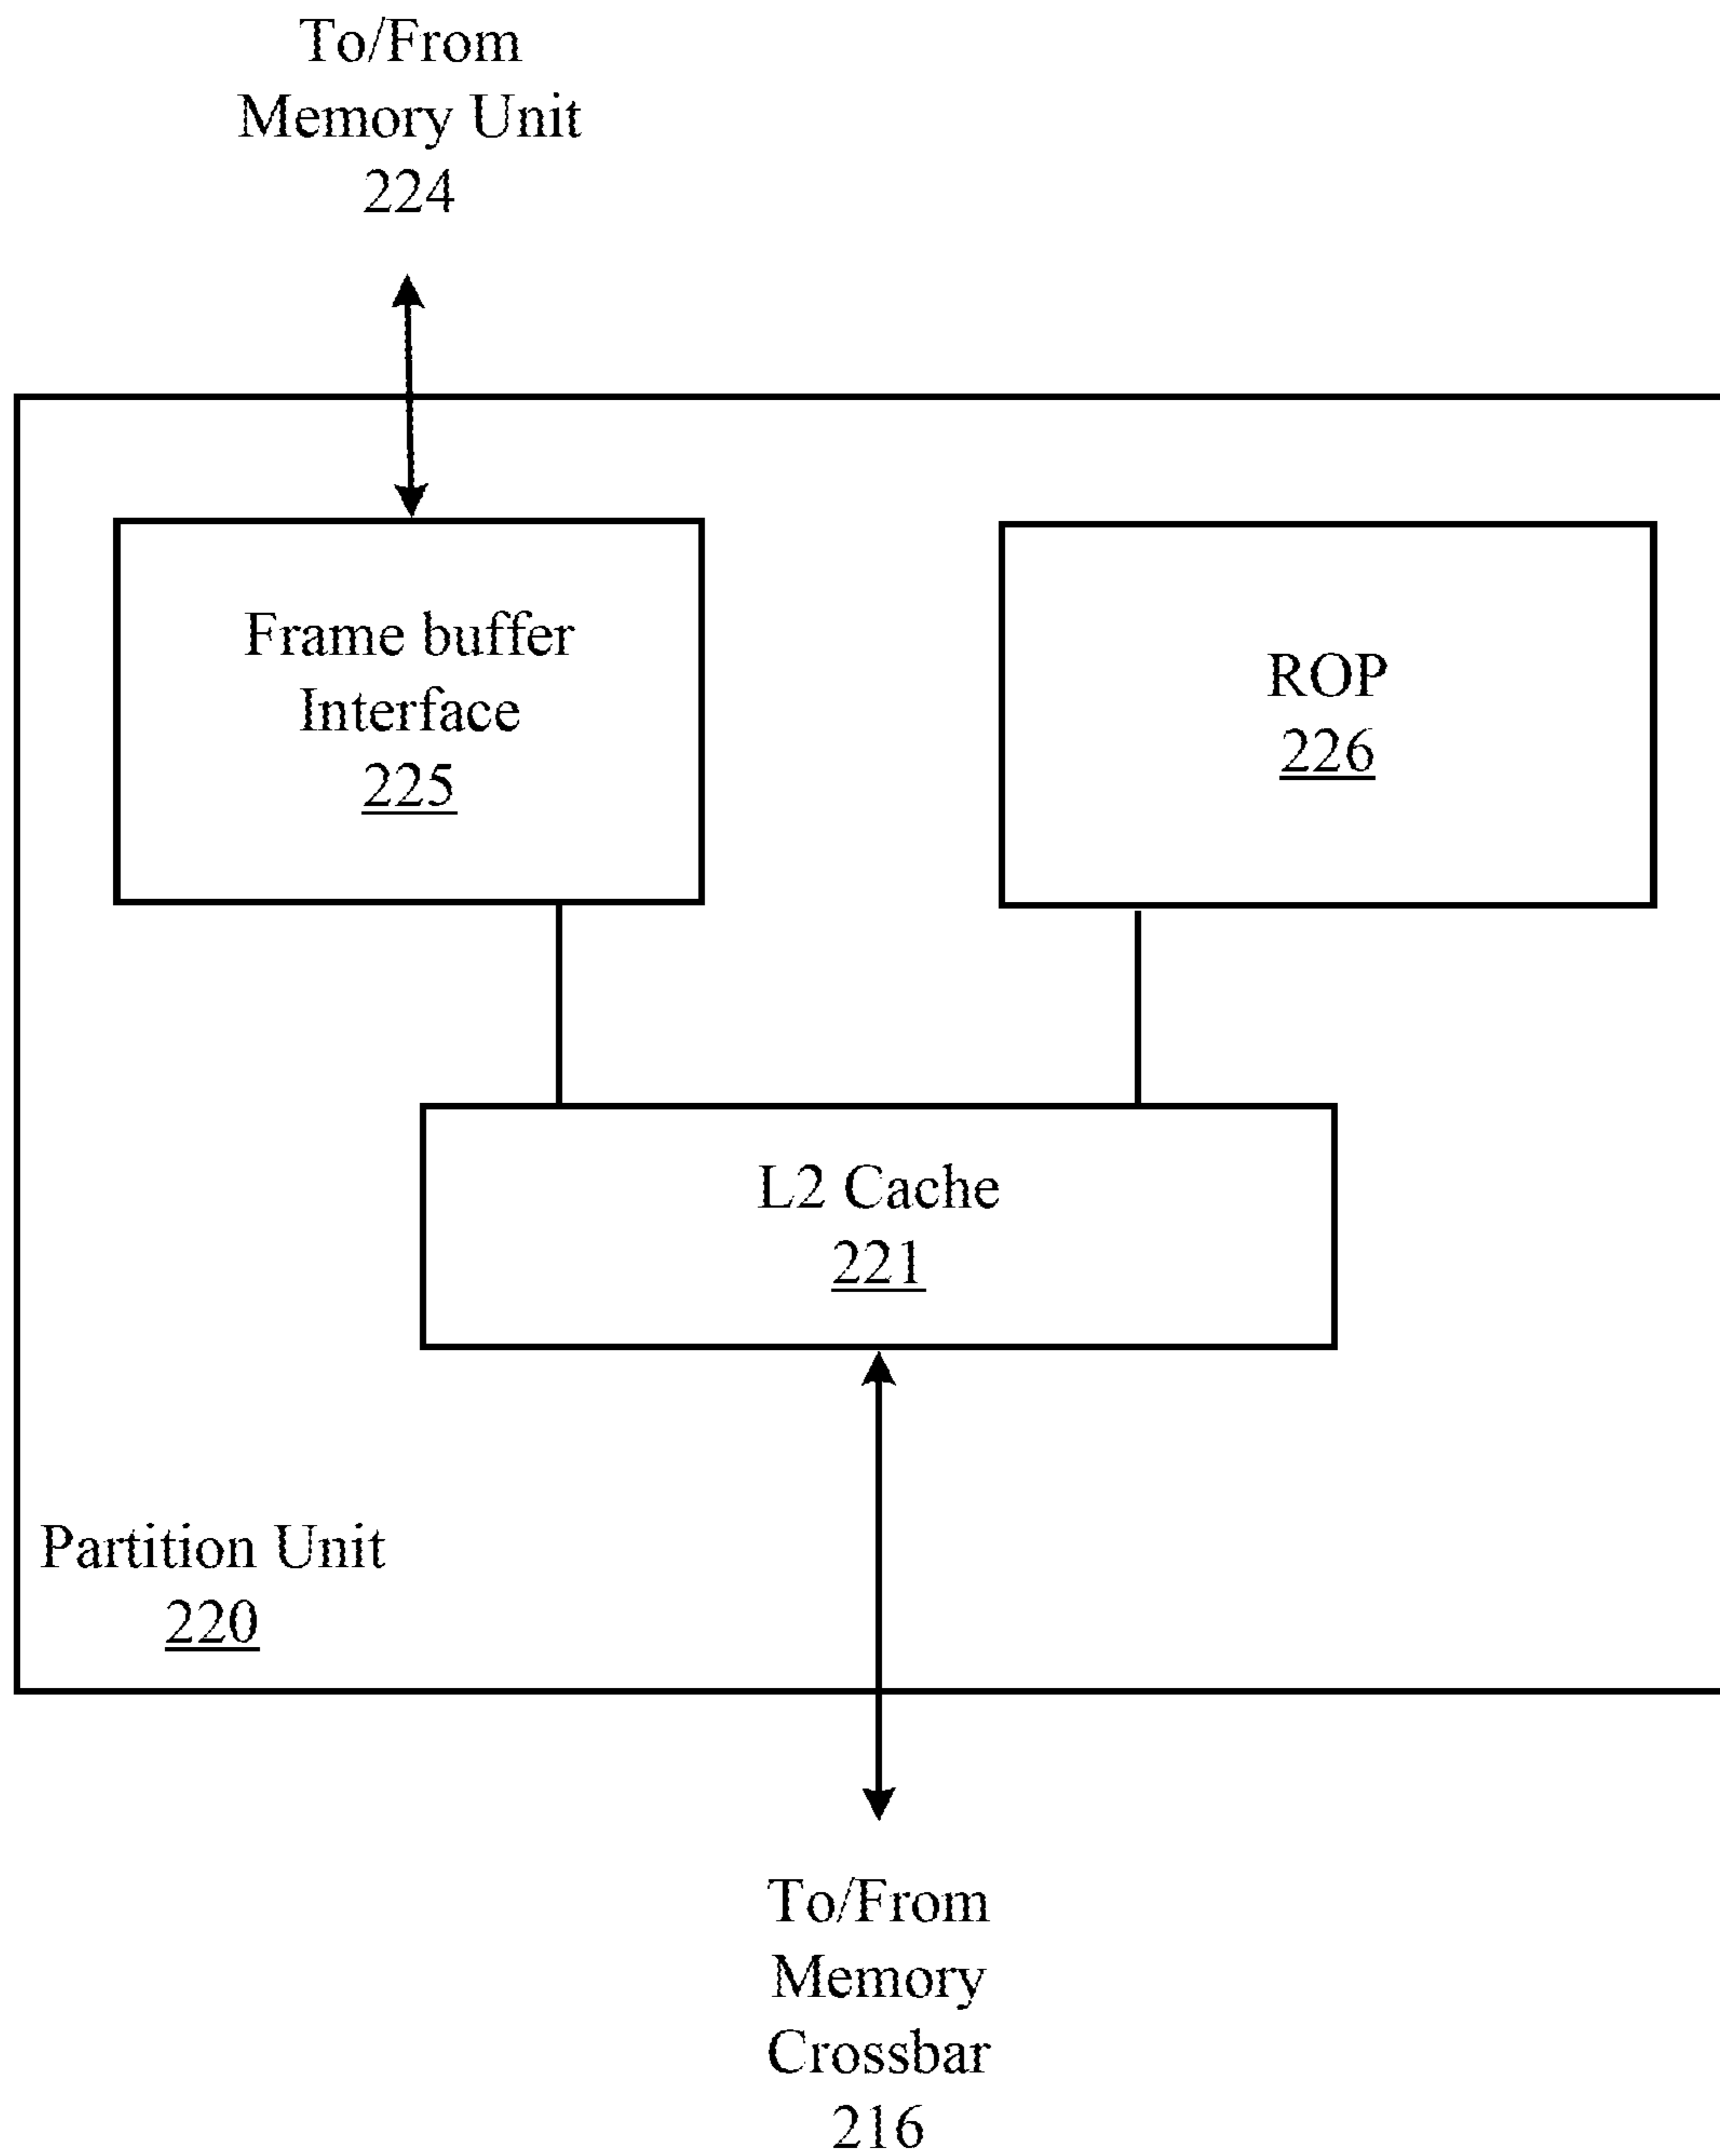 To/From
Memory Unit
224
Frame buffer
Interface
225
ROP
226
L2 Cache
221
Partition Unit
220
To/From
Memory
Crossbar
216